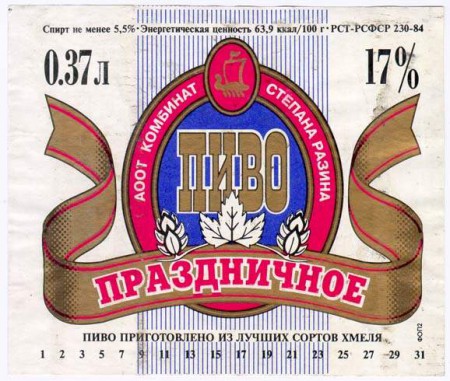 Спирт не менее 5,5% · Энергетическая ценность 63,9 ккал/100 г · РСТ-РСФСР 230-84
0.37л
17%
АООТ КОМБИНАТ СТЕПАНА РАЗИНА
ПИВО
ПРАЗДНИЧНОЕ
ПИВО ПРИГОТОВЛЕНО ИЗ ЛУЧШИХ СОРТОВ ХМЕЛЯ
ФОП2
1 2 3 5 7 9 11 13 15 17 19 21 23 25 27 29 31